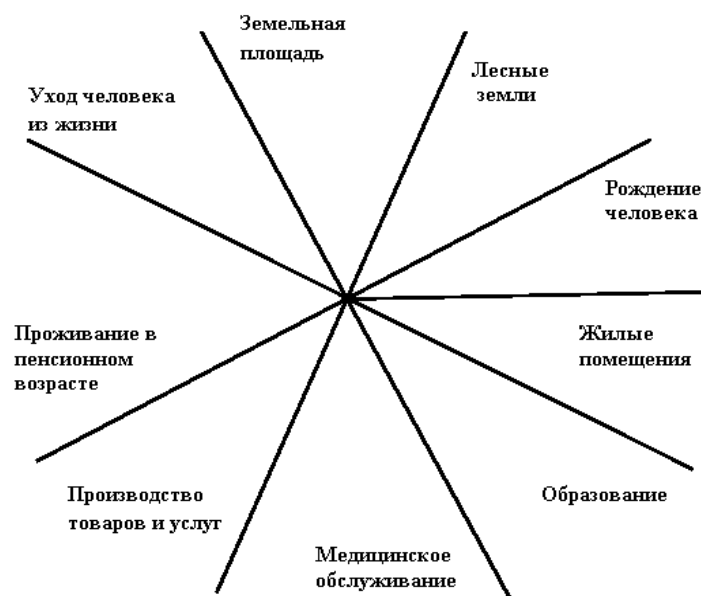 Земельная
площадь
Лесные
земли
Рождение
человека
Жилые
помещения
Образование
Медицинское
обслуживание
Производство
товаров и услуг
Проживание в
пенсионном
возрасте
Уход человека
из жизни